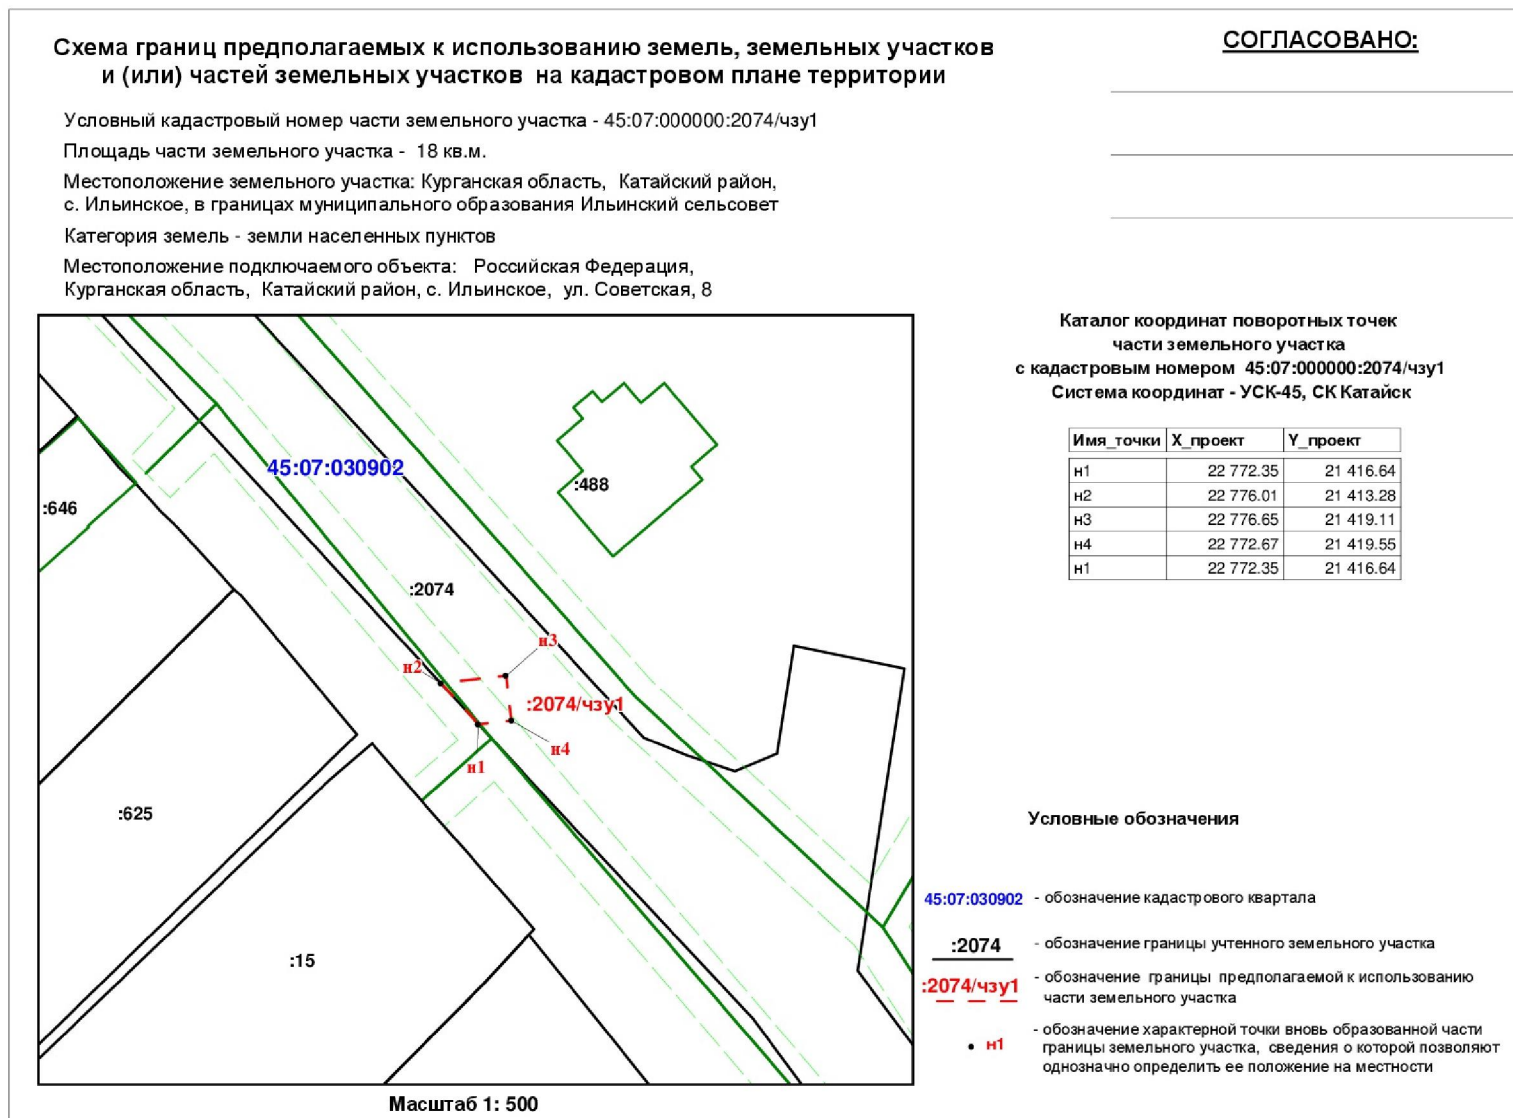 Схема границ предполагаемых к использованию земель, земельных участков
и (или) частей земельных участков на кадастровом плане территории
СОГЛАСОВАНО:
Условный кадастровый номер части земельного участка - 45:07:000000:2074/чзу1
Площадь части земельного участка - 18 кв.м.
Местоположение земельного участка: Курганская область, Катайский район,
с. Ильинское, в границах муниципального образования Ильинский сельсовет
Категория земель - земли населенных пунктов
Местоположение подключаемого объекта: Российская Федерация,
Курганская область, Катайский район, с. Ильинское, ул. Советская, 8
45:07:030902
:488
:646
:2074
н3
н2
:2074/чзу1
н4
н1
:625
:15
Масштаб 1: 500
Каталог координат поворотных точек
части земельного участка
с кадастровым номером 45:07:000000:2074/чзу1
Система координат - УСК-45, СК Катайск
Имя_точки X_проект Y_проект
н1 22 772.35 21 416.64
н2 22 776.01 21 413.28
н3 22 776.65 21 419.11
н4 22 772.67 21 419.55
н1 22 772.35 21 416.64
Условные обозначения
45:07:030902 - обозначение кадастрового квартала
:2074 - обозначение границы учтенного земельного участка
:2074/чзу1 - обозначение границы предполагаемой к использованию
части земельного участка
н1 - обозначение характерной точки вновь образованной части
границы земельного участка, сведения о которой позволяют
однозначно определить ее положение на местности